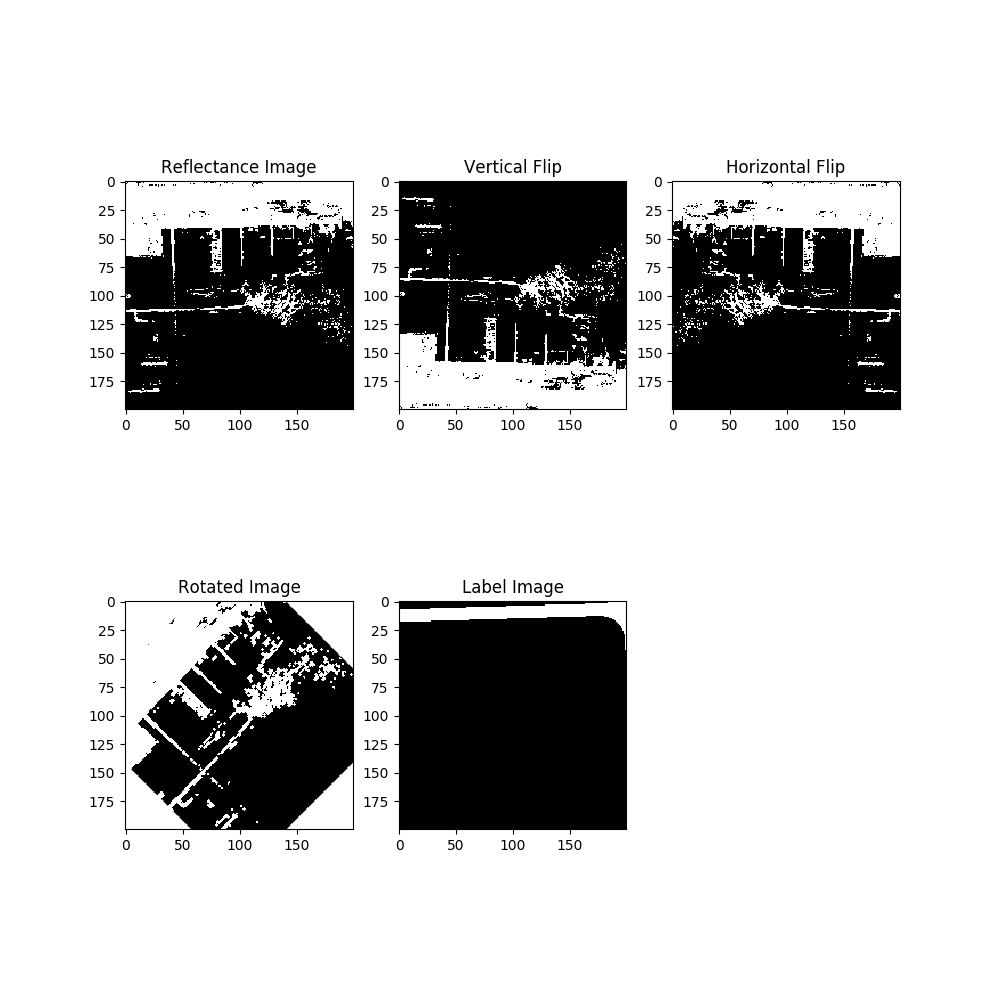 Reflectance Image
Vertical Flip
Horizontal Flip
0 0 0
25 25 25
50 50 50
75 75 75
100 100 100
125 125 125
150 150 150
175 175 175
0 50 100 150 0 50 100 150 0 50 100 150
Rotated Image
Label Image
0 0
25 25
50 50
75 75
100 100
125 125
150 150
175 175
0 50 100 150 0 50 100 150